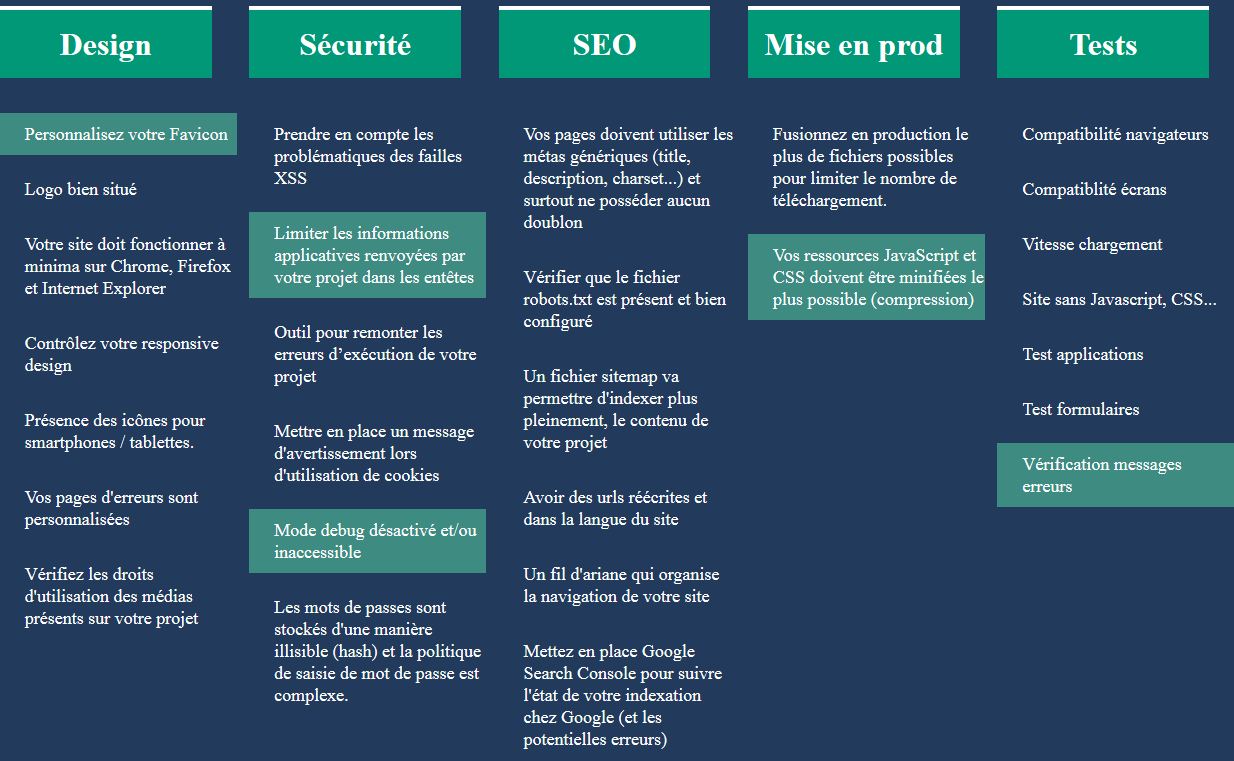 Design
Personnalisez votre Favicon
Logo bien situé
Votre site doit fonctionner à
minima sur Chrome, Firefox
et Internet Explorer
Contrôlez votre responsive
design
Présence des icônes pour
smartphones / tablettes.
Vos pages d'erreurs sont
personnalisées
Vérifiez les droits
d'utilisation des médias
présents sur votre projet
Sécurité
Prendre en compte les
problématiques des failles
XSS
Limiter les informations
applicatives renvoyées par
votre projet dans les entêtes
Outil pour remonter les
erreurs d’exécution de votre
projet
Mettre en place un message
d'avertissement lors
d'utilisation de cookies
Mode debug désactivé et/ou
inaccessible
Les mots de passes sont
stockés d'une manière
illisible (hash) et la politique
de saisie de mot de passe est
complexe.
SEO
Vos pages doivent utiliser les
métas génériques (title,
description, charset...) et
surtout ne posséder aucun
doublon
Vérifier que le fichier
robots.txt est présent et bien
configuré
Un fichier sitemap va
permettre d'indexer plus
pleinement, le contenu de
votre projet
Avoir des urls réécrites et
dans la langue du site
Un fil d'ariane qui organise
la navigation de votre site
Mettez en place Google
Search Console pour suivre
l'état de votre indexation
chez Google (et les
potentielles erreurs)
Mise en prod
Fusionnez en production le
plus de fichiers possibles
pour limiter le nombre de
téléchargement.
Vos ressources JavaScript et
CSS doivent être minifiées le
plus possible (compression)
Tests
Compatibilité navigateurs
Compatiblité écrans
Vitesse chargement
Site sans Javascript, CSS...
Test applications
Test formulaires
Vérification messages
erreurs